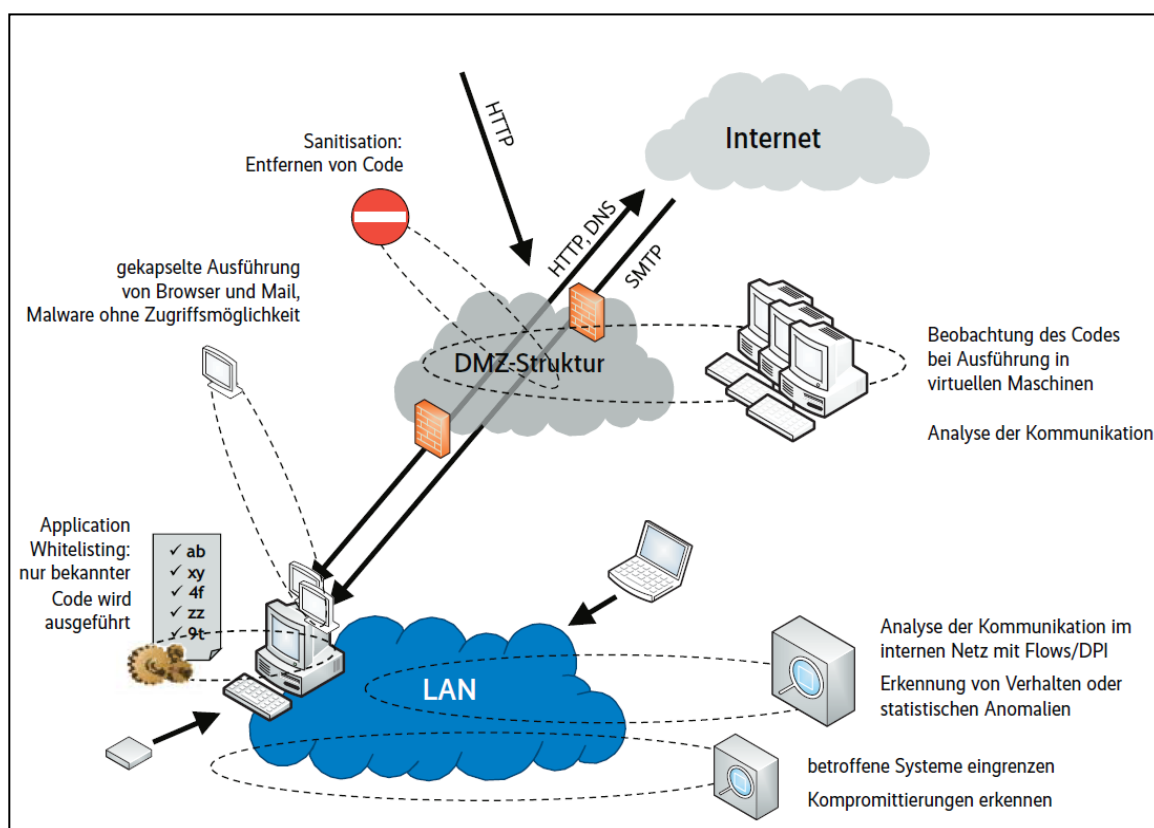 HTTP
Internet
Sanitisation:
Entfernen von Code
HTTP, DNS
SMTP
gekapselte Ausführung
von Browser und Mail,
Malware ohne Zugriffsmöglichkeit
DMZ-Struktur
Beobachtung des Codes
bei Ausführung in
virtuellen Maschinen
Analyse der Kommunikation
Application
Whitelisting:
nur bekannter
Code wird
ausgeführt
✓ ab
✓ xy
✓ 4f
✓ zz
✓ 9t
LAN
Analyse der Kommunikation im
internen Netz mit Flows/DPI
Erkennung von Verhalten oder
statistischen Anomalien
betroffene Systeme eingrenzen
Kompromittierungen erkennen